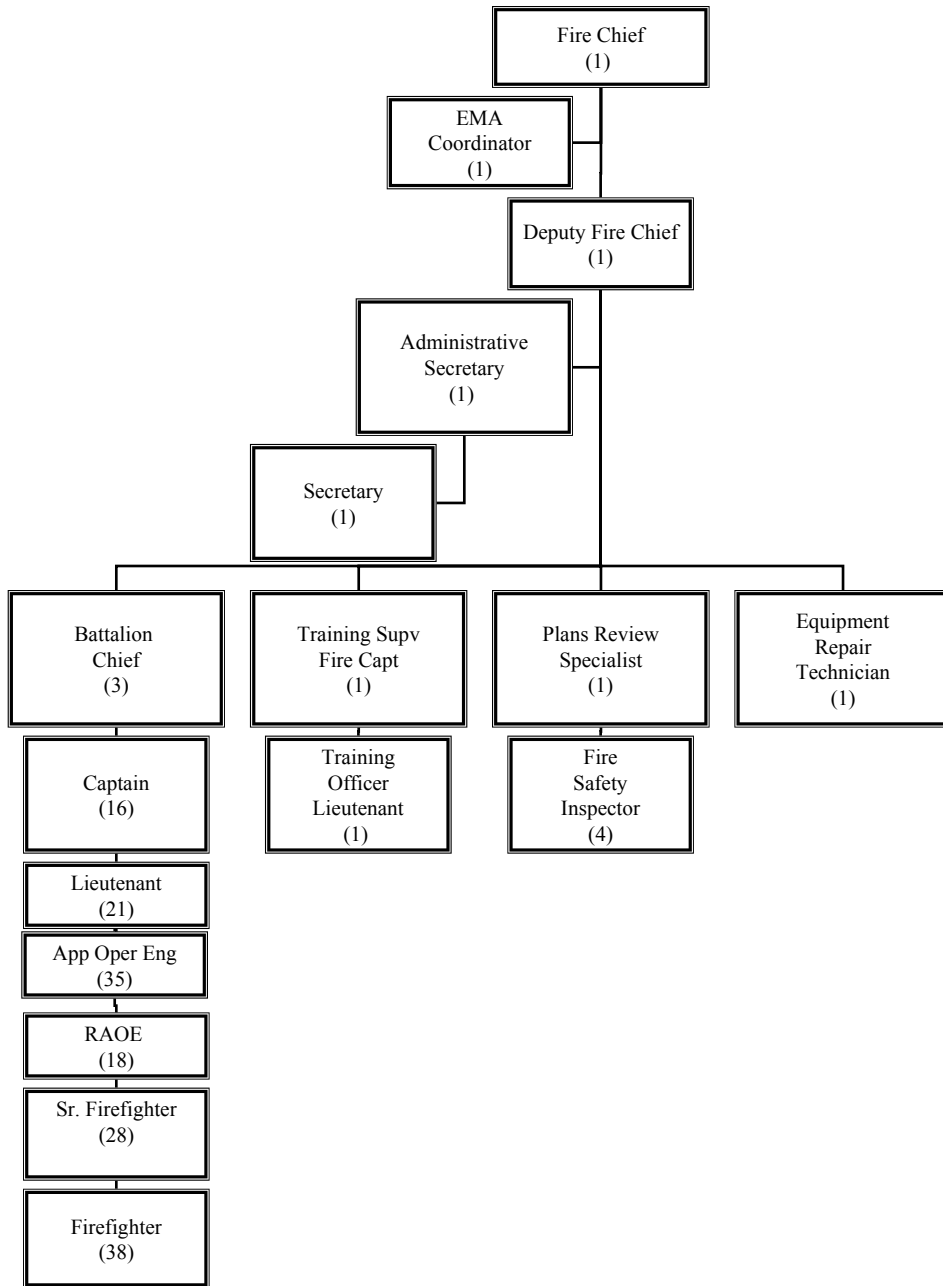 Fire Chief
(1)
EMA
Coordinator
(1)
Deputy Fire Chief
(1)
Administrative
Secretary
(1)
Secretary
(1)
Battalion
Chief
(3)
Training Supv
Fire Capt
(1)
Plans Review
Specialist
(1)
Equipment
Repair
Technician
(1)
Captain
(16)
Training
Officer
Lieutenant
(1)
Fire
Safety
Inspector
(4)
Lieutenant
(21)
App Oper Eng
(35)
RAOE
(18)
Sr. Firefighter
(28)
Firefighter
(38)